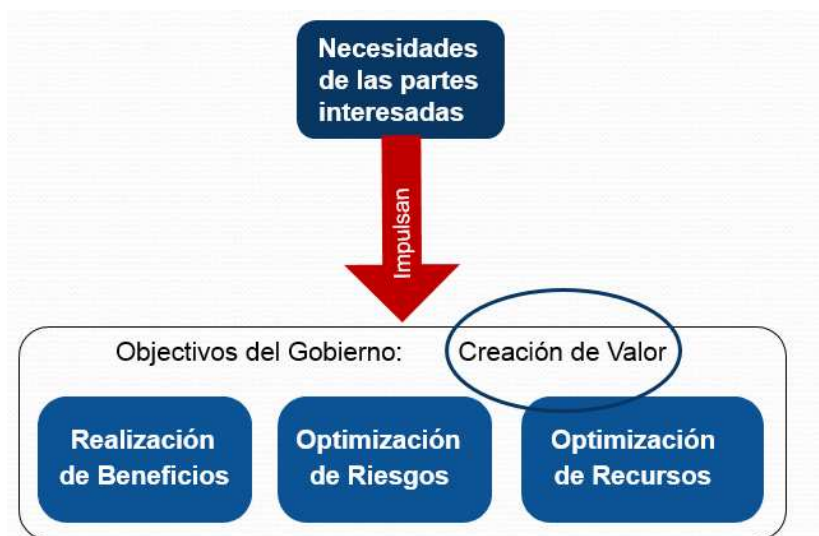 Necesidades
de las partes
interesadas
Impulsan
Objectivos del Gobierno: Creación de Valor
Realización
de Beneficios
Optimización
de Riesgos
Optimización
de Recursos